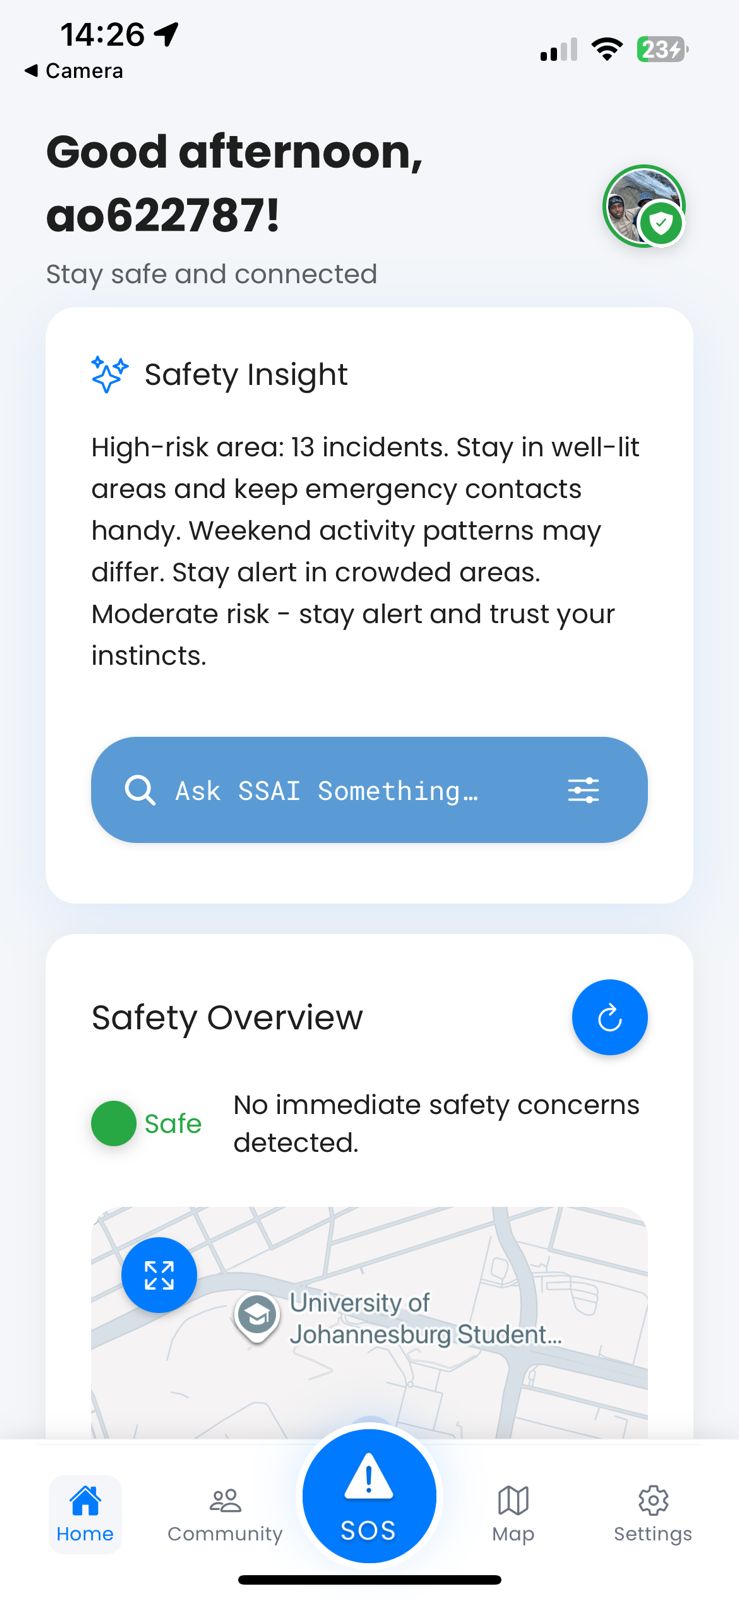 14:26
23
◀ Camera
Good afternoon,
ao622787!
Stay safe and connected
Safety Insight
High-risk area: 13 incidents. Stay in well-lit
areas and keep emergency contacts
handy. Weekend activity patterns may
differ. Stay alert in crowded areas.
Moderate risk - stay alert and trust your
instincts.
Ask SSAI Something…
Safety Overview
Safe
No immediate safety concerns
detected.
University of
Johannesburg Student...
Home
Community
SOS
Map
Settings